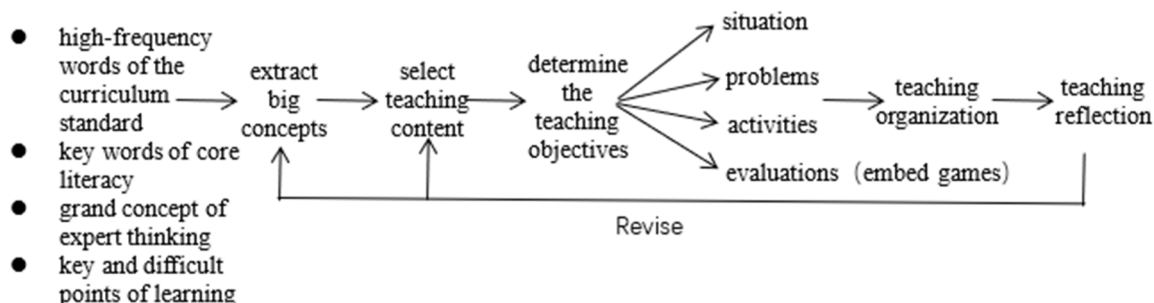 high-frequency
words of the
curriculum
standard
key words of core
literacy
grand concept of
expert thinking
key and difficult
points of learning
extract
big
concepts
select
teaching
content
determine
the
teaching
objectives
situation
problems
activities
evaluations (embed games)
teaching
organization
teaching
reflection
Revise